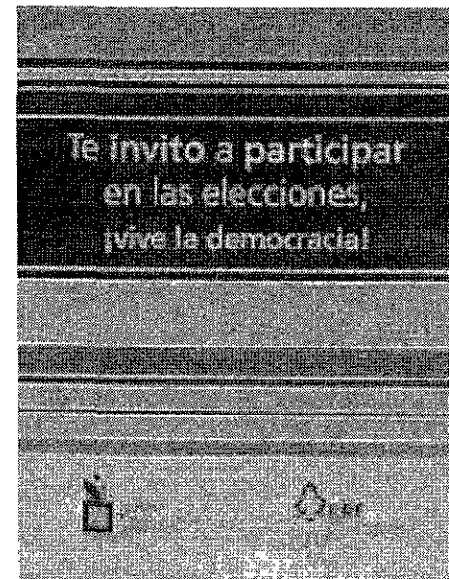 Te invito a participar
en las elecciones,
¡vive la democracia!